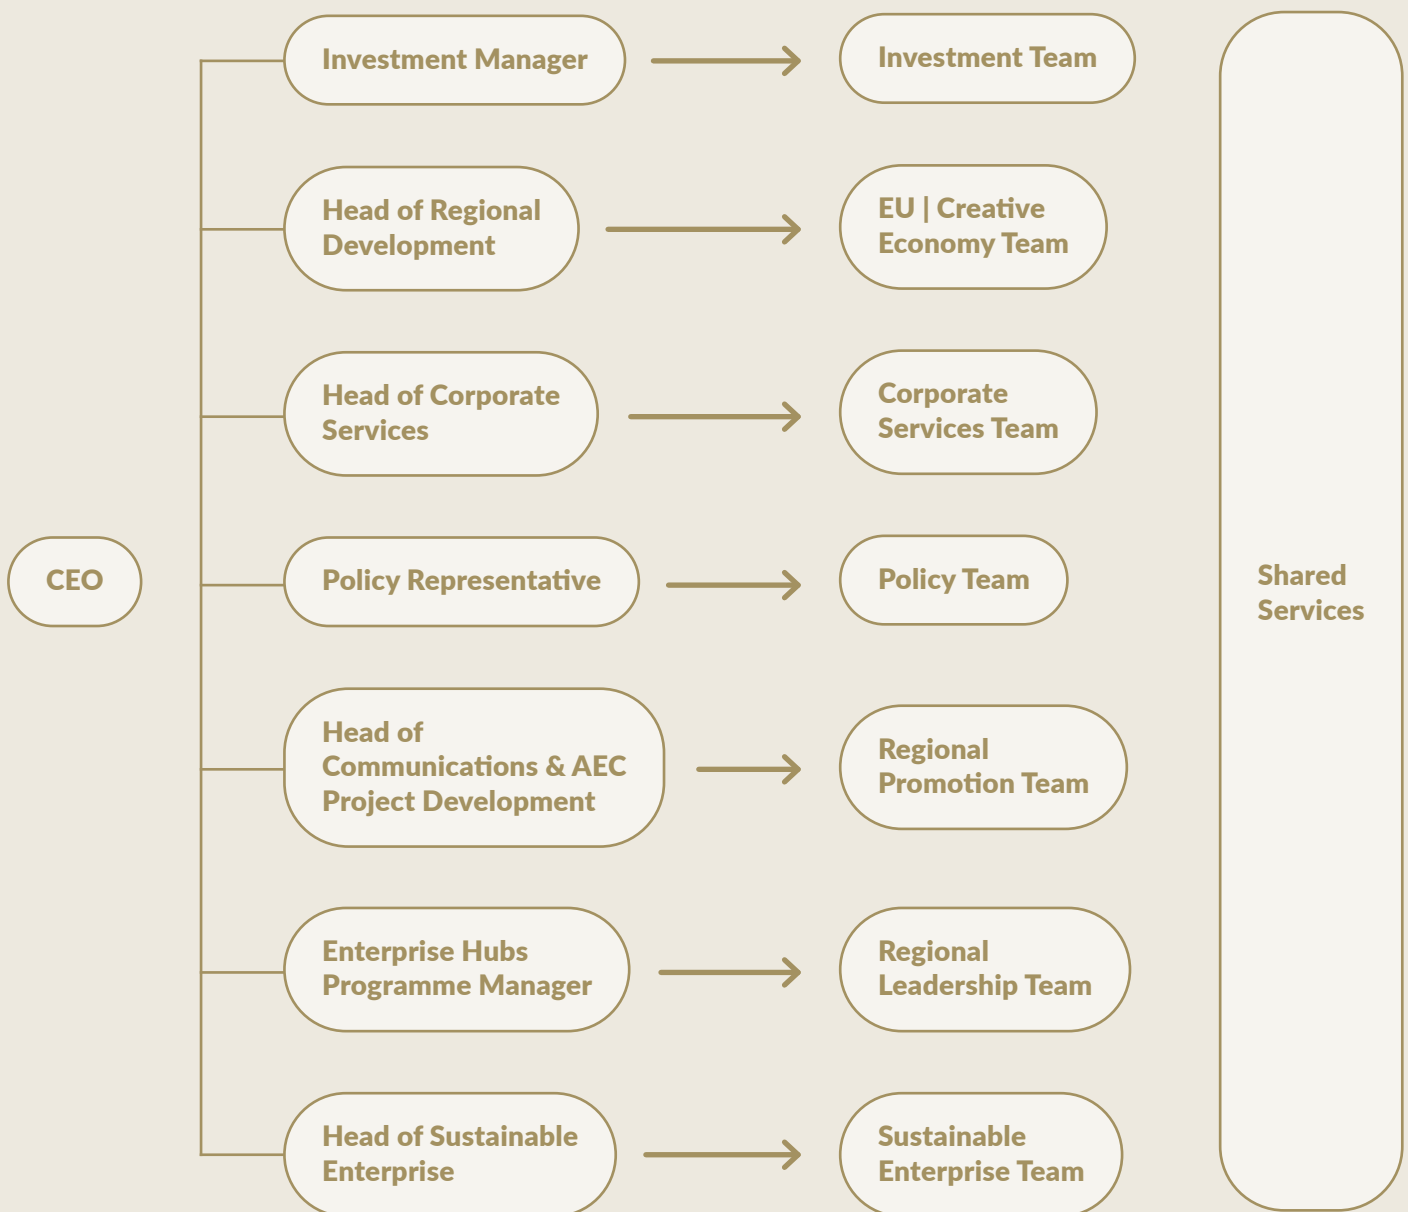 Investment Manager
Investment Team
Head of Regional
Development
EU | Creative
Economy Team
Head of Corporate
Services
Corporate
Services Team
CEO
Policy Representative
Policy Team
Shared
Services
Head of
Communications & AEC
Project Development
Regional
Promotion Team
Enterprise Hubs
Programme Manager
Regional
Leadership Team
Head of Sustainable
Enterprise
Sustainable
Enterprise Team